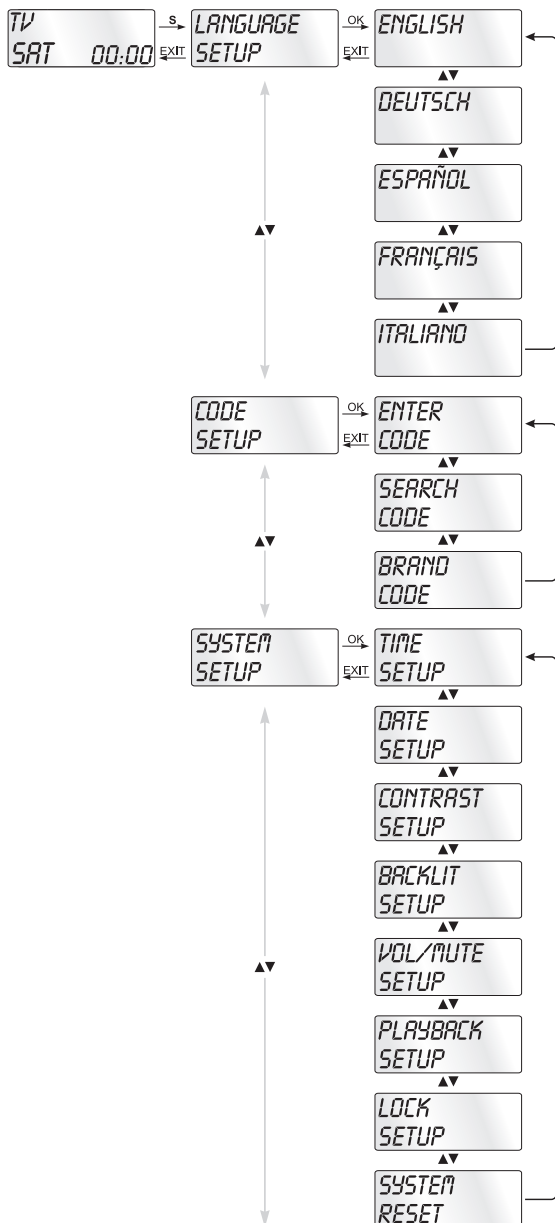 TV
SAT 00:00
S
EXIT
LANGUAGE
SETUP
OK
EXIT
ENGLISH
▲▼
DEUTSCH
▲▼
ESPAÑOL
▲▼
FRANÇAIS
▲▼
ITALIANO
▲▼
CODE
SETUP
OK
EXIT
ENTER
CODE
▲▼
SEARCH
CODE
▲▼
BRAND
CODE
▲▼
SYSTEM
SETUP
OK
EXIT
TIME
SETUP
▲▼
DATE
SETUP
▲▼
CONTRAST
SETUP
▲▼
BACKLIT
SETUP
▲▼
VOL/MUTE
SETUP
▲▼
PLAYBACK
SETUP
▲▼
LOCK
SETUP
▲▼
SYSTEM
RESET
▲▼